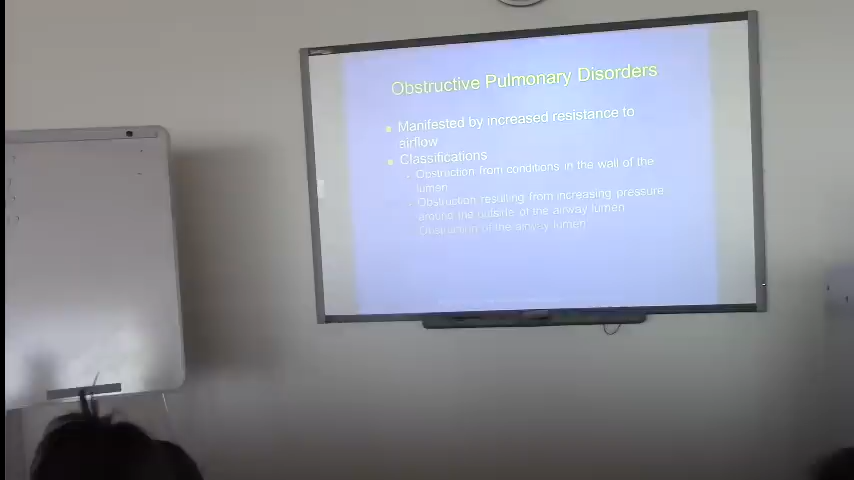 Obstructive Pulmonary Disorders
Manifested by increased resistance to
airflow
Classifications
Obstruction from conditions in the wall of the
lumen
Obstruction resulting from increasing pressure
around the outside of the airway lumen
Obstruction of the airway lumen